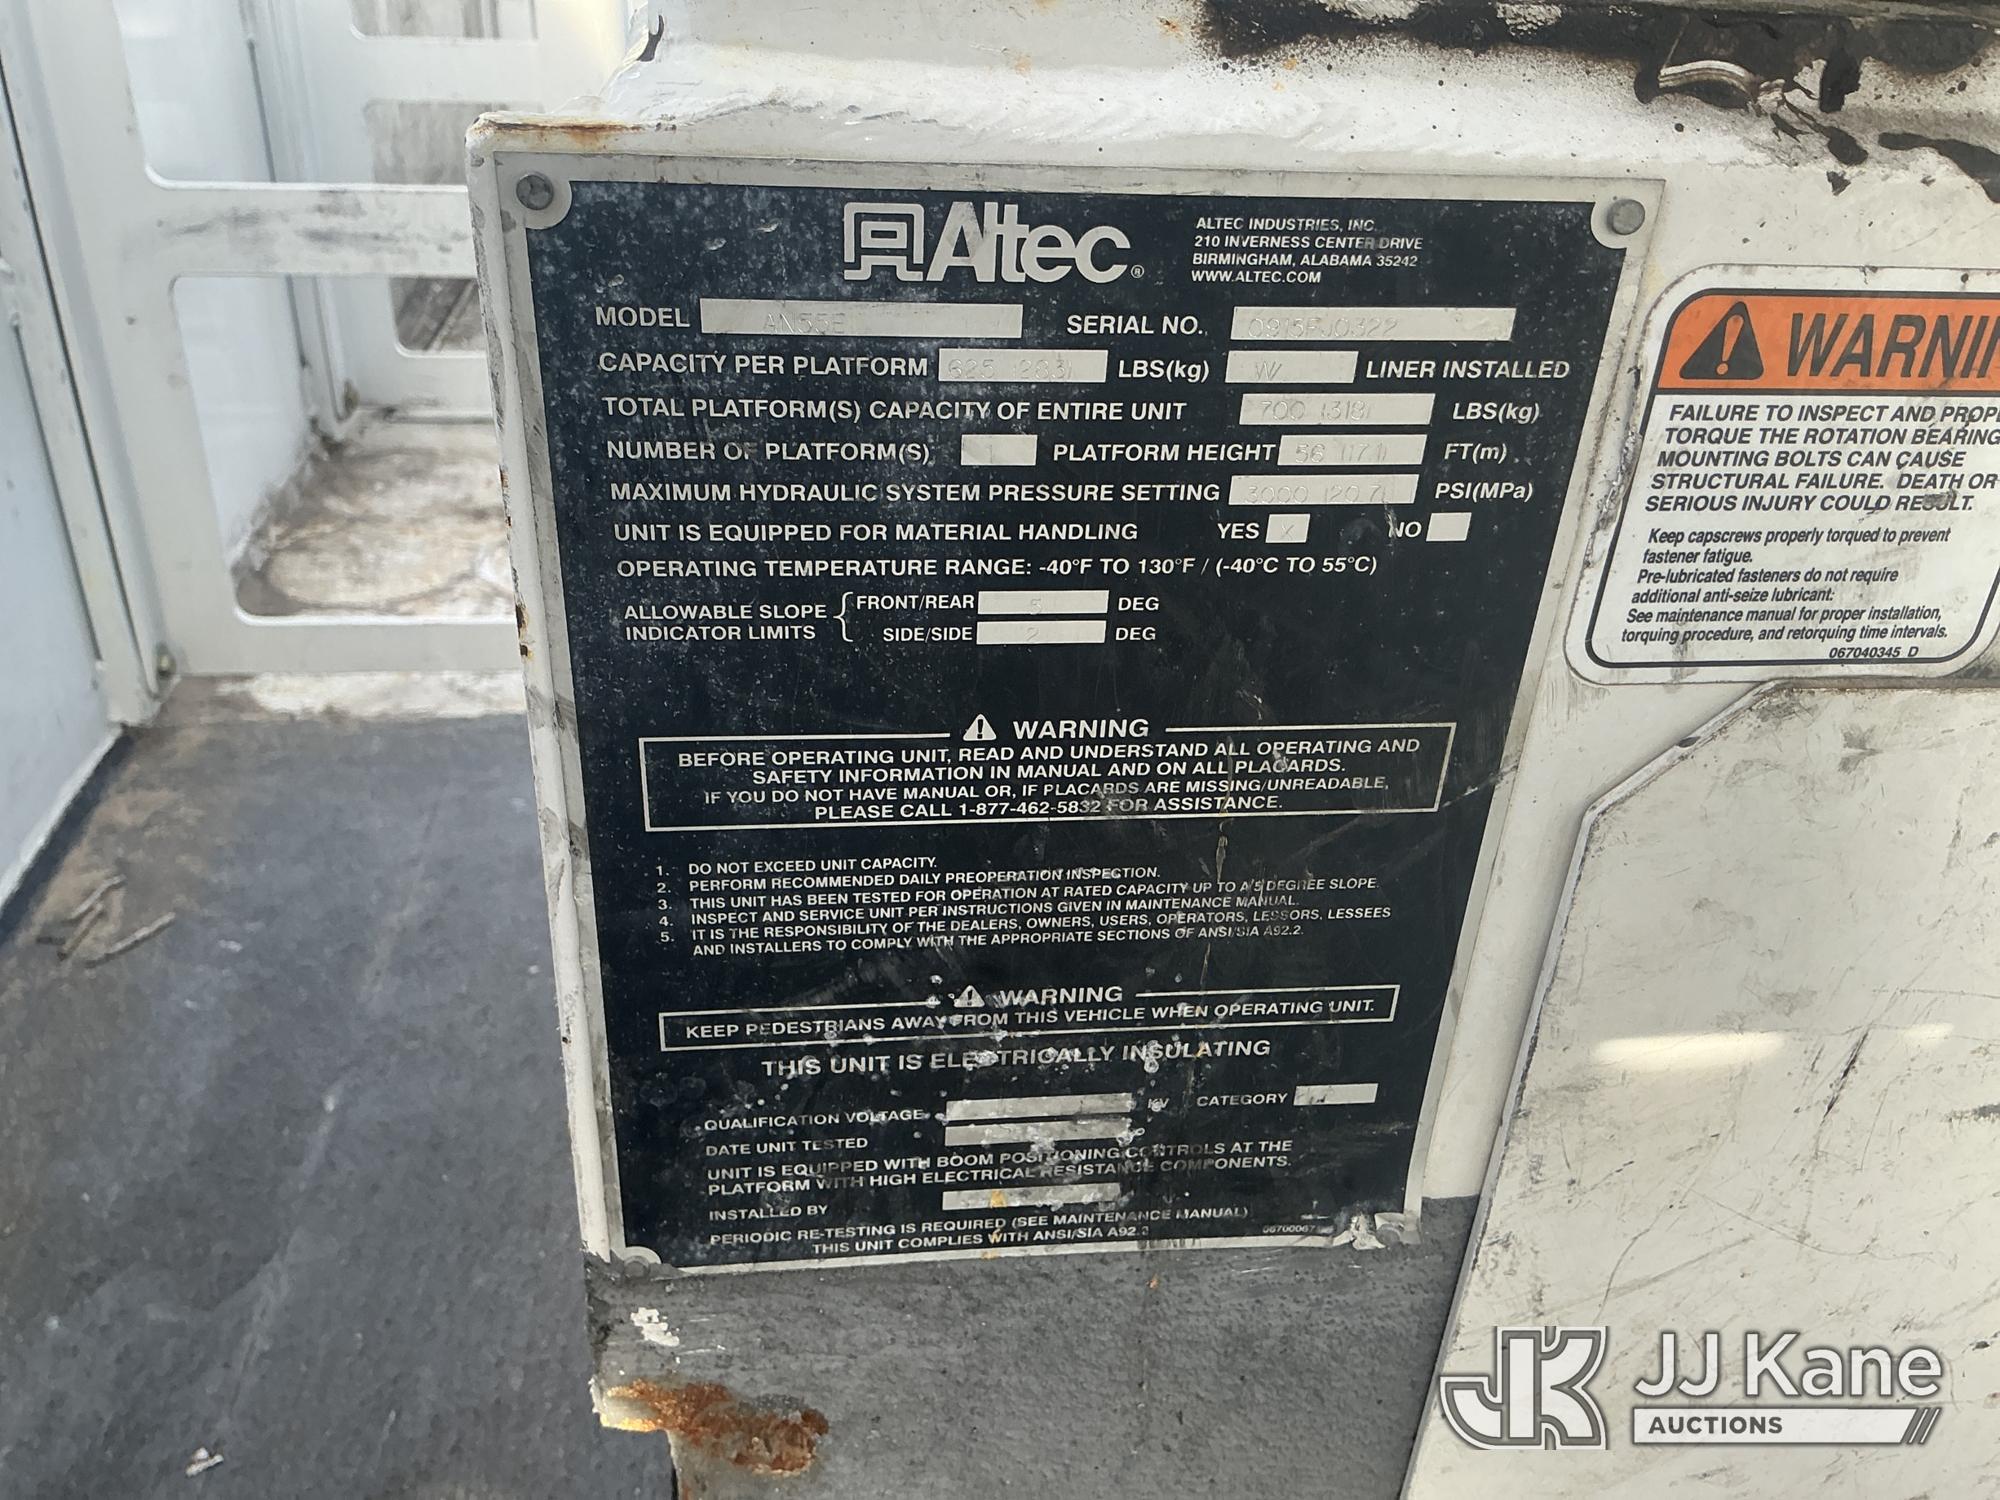 Altec®
ALTEC INDUSTRIES, INC.
210 INVERNESS CENTER DRIVE
BIRMINGHAM, ALABAMA 35242
WWW.ALTEC.COM
MODEL AN55E SERIAL NO. 0915FJ0322
CAPACITY PER PLATFORM 625 (283) LBS(kg) W/ LINER INSTALLED
TOTAL PLATFORM(S) CAPACITY OF ENTIRE UNIT 700 (318) LBS(kg)
NUMBER OF PLATFORM(S) 1 PLATFORM HEIGHT 56 (17.1) FT(m)
MAXIMUM HYDRAULIC SYSTEM PRESSURE SETTING 3000 (20.7) PSI(MPa)
UNIT IS EQUIPPED FOR MATERIAL HANDLING YES X NO
OPERATING TEMPERATURE RANGE: -40°F TO 130°F / (-40°C TO 55°C)
ALLOWABLE SLOPE INDICATOR LIMITS { FRONT/REAR 5 DEG
SIDE/SIDE 2 DEG
WARNING
BEFORE OPERATING UNIT, READ AND UNDERSTAND ALL OPERATING AND
SAFETY INFORMATION IN MANUAL AND ON ALL PLACARDS.
IF YOU DO NOT HAVE MANUAL OR, IF PLACARDS ARE MISSING/UNREADABLE,
PLEASE CALL 1-877-462-5832 FOR ASSISTANCE.
1. DO NOT EXCEED UNIT CAPACITY.
2. PERFORM RECOMMENDED DAILY PREOPERATION INSPECTION.
3. THIS UNIT HAS BEEN TESTED FOR OPERATION AT RATED CAPACITY UP TO A 5 DEGREE SLOPE.
4. INSPECT AND SERVICE UNIT PER INSTRUCTIONS GIVEN IN MAINTENANCE MANUAL.
5. IT IS THE RESPONSIBILITY OF THE DEALERS, OWNERS, USERS, OPERATORS, LESSORS, LESSEES
AND INSTALLERS TO COMPLY WITH THE APPROPRIATE SECTIONS OF ANSI/SIA A92.2.
WARNING
KEEP PEDESTRIANS AWAY FROM THIS VEHICLE WHEN OPERATING UNIT.
THIS UNIT IS ELECTRICALLY INSULATING
QUALIFICATION VOLTAGE KV CATEGORY
DATE UNIT TESTED
UNIT IS EQUIPPED WITH BOOM POSITIONING CONTROLS AT THE
PLATFORM WITH HIGH ELECTRICAL RESISTANCE COMPONENTS.
INSTALLED BY
PERIODIC RE-TESTING IS REQUIRED (SEE MAINTENANCE MANUAL)
THIS UNIT COMPLIES WITH ANSI/SIA A92.2
WARNIN
FAILURE TO INSPECT AND PROPE
TORQUE THE ROTATION BEARING
MOUNTING BOLTS CAN CAUSE
STRUCTURAL FAILURE. DEATH OR
SERIOUS INJURY COULD RESULT.
Keep capscrews properly torqued to prevent
fastener fatigue.
Pre-lubricated fasteners do not require
additional anti-seize lubricant.
See maintenance manual for proper installation,
torquing procedure, and retorquing time intervals.
067040345 D
JK JJ Kane
AUCTIONS